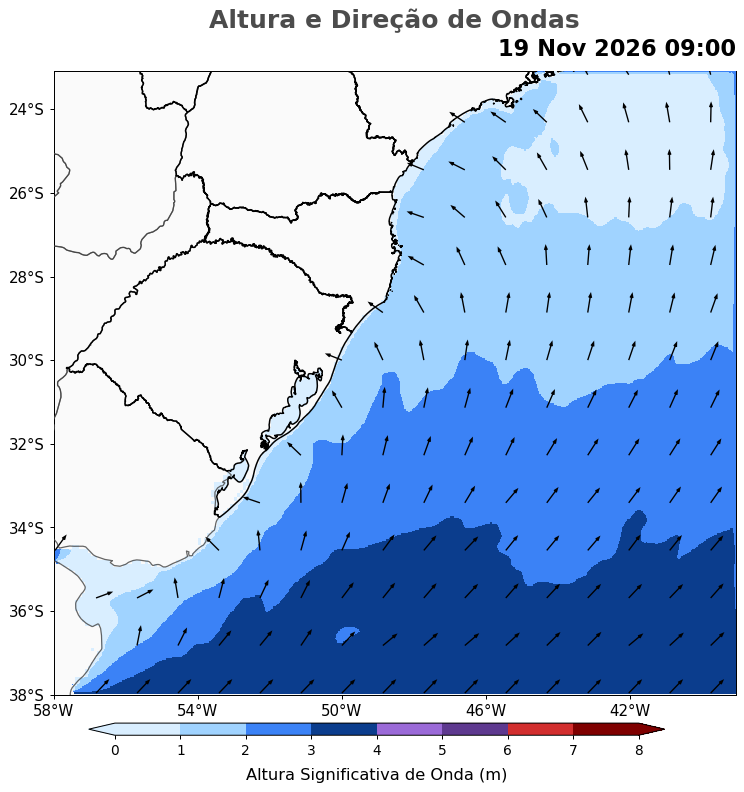 Altura e Direção de Ondas
19 Nov 2026 09:00
24°S
26°S
28°S
30°S
32°S
34°S
36°S
38°S
58°W 54°W 50°W 46°W 42°W
0 1 2 3 4 5 6 7 8
Altura Significativa de Onda (m)